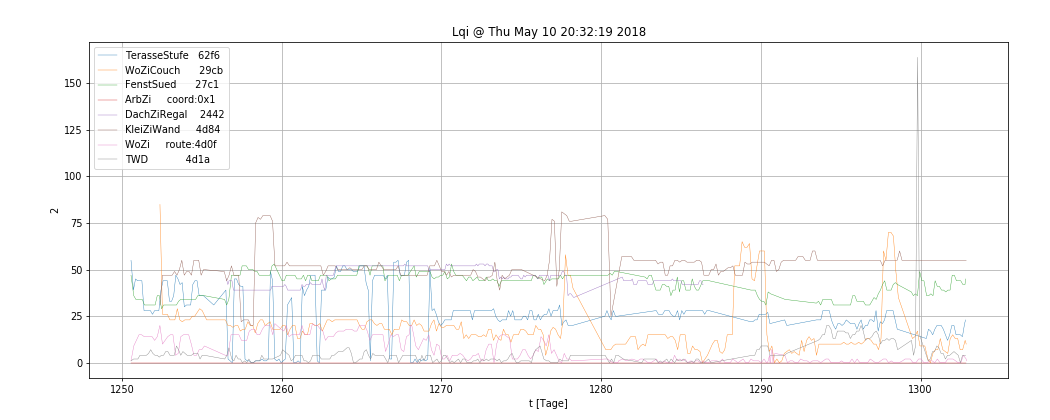 Lqi @ Thu May 10 20:32:19 2018
TerasseStufe 62f6
WoZiCouch 29cb
FenstSued 27c1
ArbZi coord:0x1
DachZiRegal 2442
KleiZiWand 4d84
WoZi route:4d0f
TWD 4d1a
150
125
100
75
50
25
0
2
1250 1260 1270 1280 1290 1300
t [Tage]